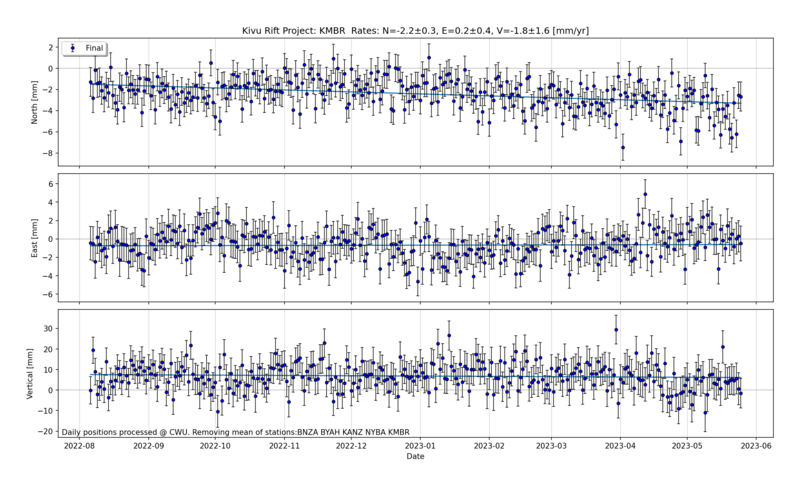 Kivu Rift Project: KMBR Rates: N=-2.2±0.3, E=0.2±0.4, V=-1.8±1.6 [mm/yr]
Final
North [mm]
0
−2
−4
−6
−8
East [mm]
6
4
2
0
−2
−4
−6
Vertical [mm]
30
20
10
0
−10
−20
Daily positions processed @ CWU. Removing mean of stations:BNZA BYAH KANZ NYBA KMBR
2022-08 2022-09 2022-10 2022-11 2022-12 2023-01 2023-02 2023-03 2023-04 2023-05 2023-06
Date